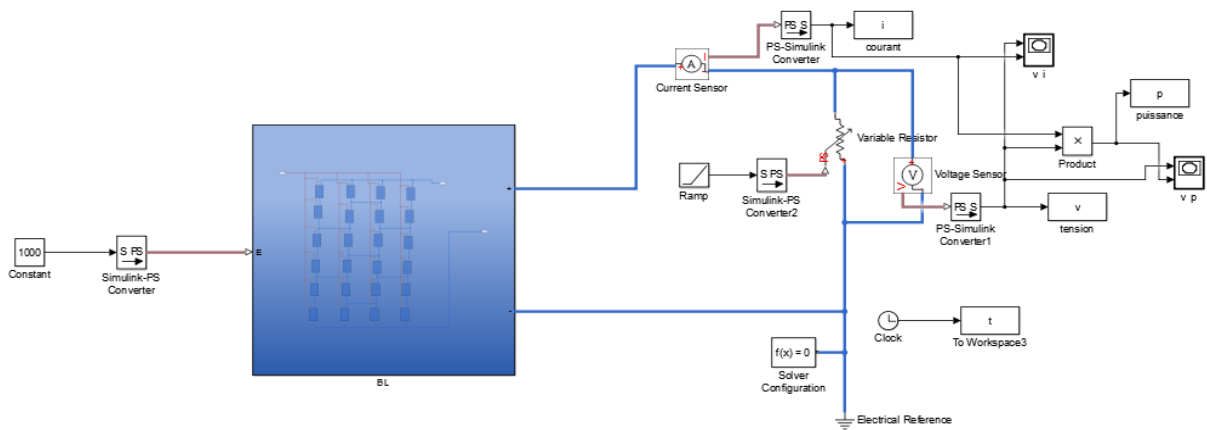 PS S
PS-Simulink
Converter
i
courant
v i
A
I
Current Sensor
p
puissance
Variable Resistor
×
Product
Ramp
S PS
Simulink-PS
Converter2
V
V
Voltage Sensor
v p
PS S
PS-Simulink
Converter1
v
tension
1000
Constant
S PS
Simulink-PS
Converter
E
BL
Clock
t
To Workspace3
f(x) = 0
Solver
Configuration
Electrical Reference